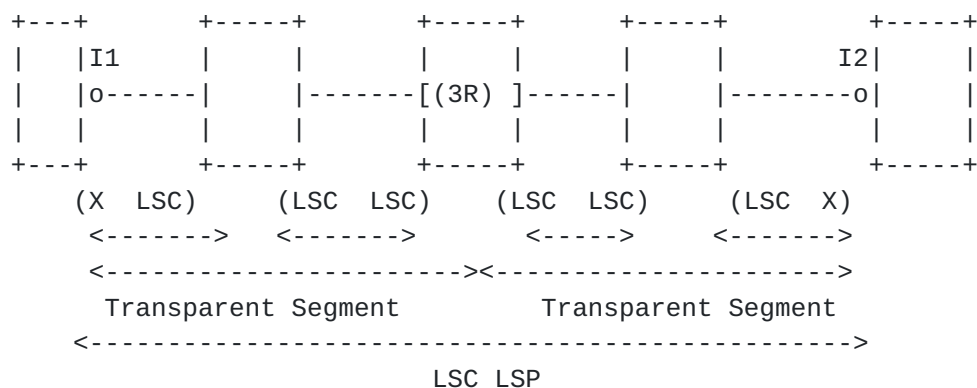 +---+       +-----+       +-----+      +-----+         +-----+
|   |I1     |     |       |     |      |     |       I2|     |
|   |o------|     |-------[(3R) ]------|     |--------o|     |
|   |       |     |       |     |      |     |         |     |
+---+       +-----+       +-----+      +-----+         +-----+
    (X  LSC)     (LSC  LSC)    (LSC  LSC)     (LSC  X)
     <------->   <------->       <----->     <------->
     <-----------------------><---------------------->
      Transparent Segment         Transparent Segment
    <-------------------------------------------------->
                           LSC LSP